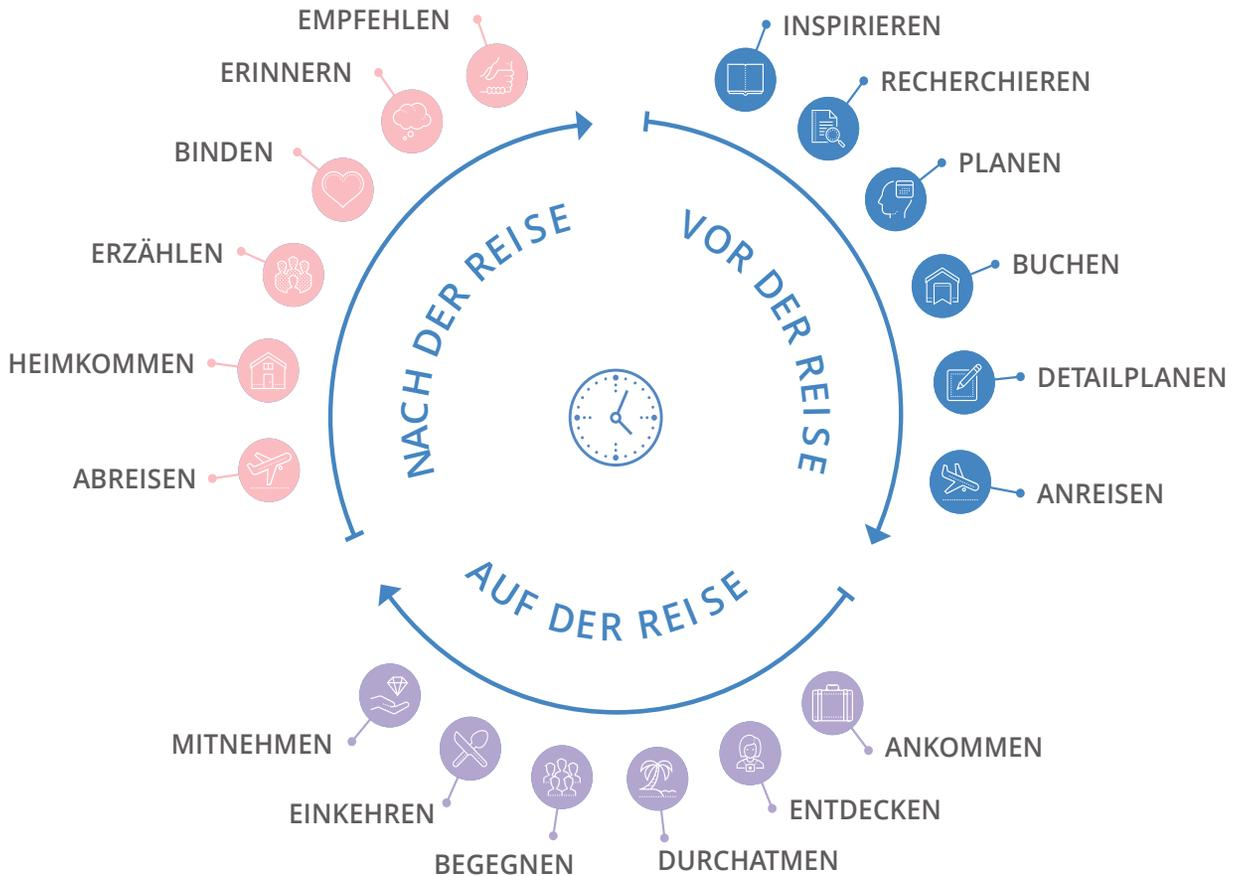 EMPFEHLEN
INSPIRIEREN
ERINNERN
RECHERCHIEREN
BINDEN
PLANEN
ERZÄHLEN
BUCHEN
HEIMKOMMEN
DETAILPLANEN
ABREISEN
ANREISEN
NACH DER REISE
VOR DER REISE
AUF DER REISE
MITNEHMEN
ANKOMMEN
EINKEHREN
ENTDECKEN
BEGEGNEN
DURCHATMEN